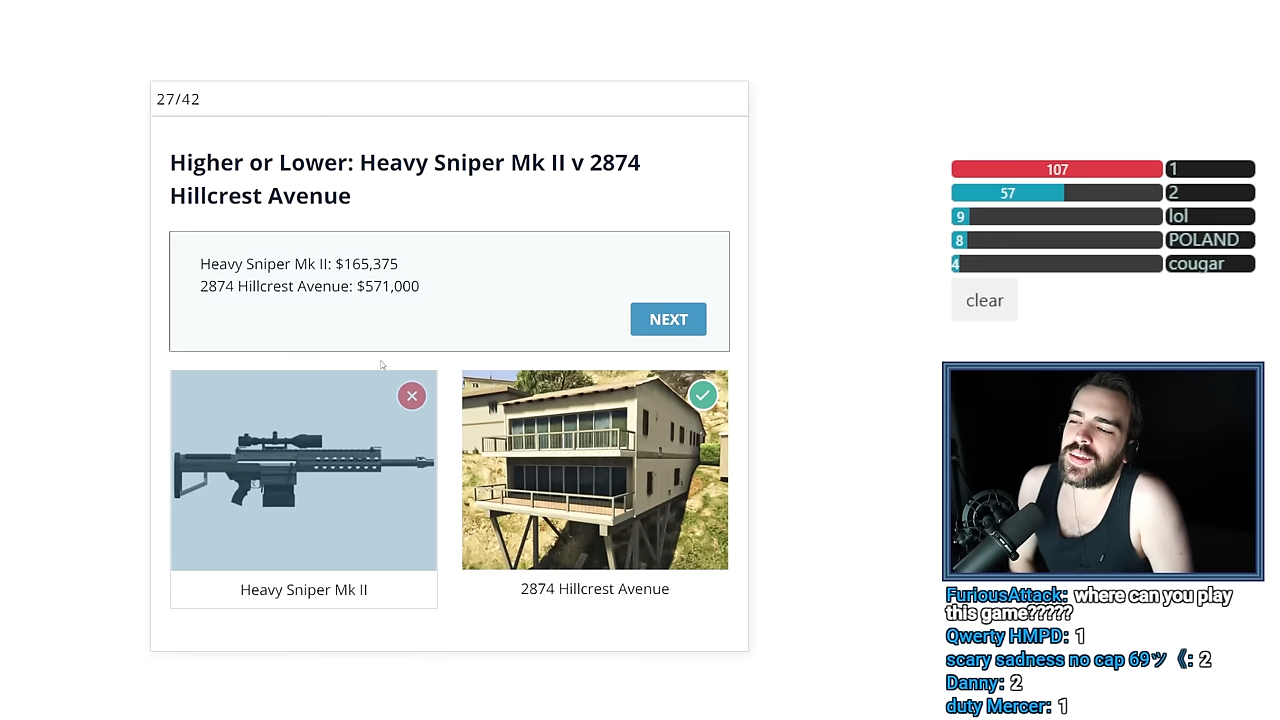 27/42
Higher or Lower: Heavy Sniper Mk II v 2874
Hillcrest Avenue
Heavy Sniper Mk II: $165,375
2874 Hillcrest Avenue: $571,000
NEXT
Heavy Sniper Mk II
2874 Hillcrest Avenue
107 1
57 2
9 lol
8 POLAND
4 cougar
clear
FuriousAttack: where can you play
this game?????
Qwerty HMPD: 1
scary sadness no cap 69ツ 《: 2
Danny: 2
duty Mercer: 1